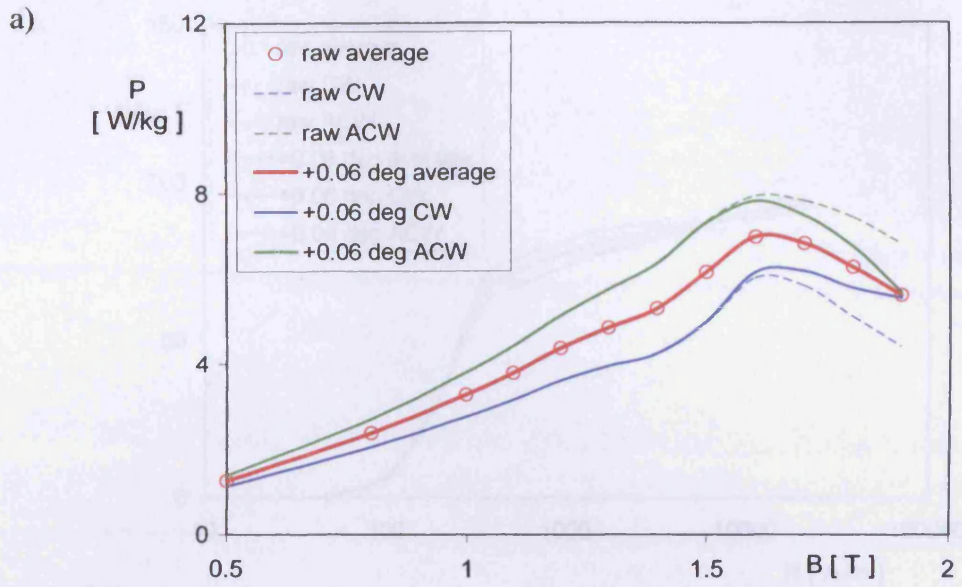 a)
12
P
[ W/kg ]
raw average
raw CW
raw ACW
+0.06 deg average
+0.06 deg CW
+0.06 deg ACW
8
4
0
0.5
1.0
1.5
B [ T ]
2